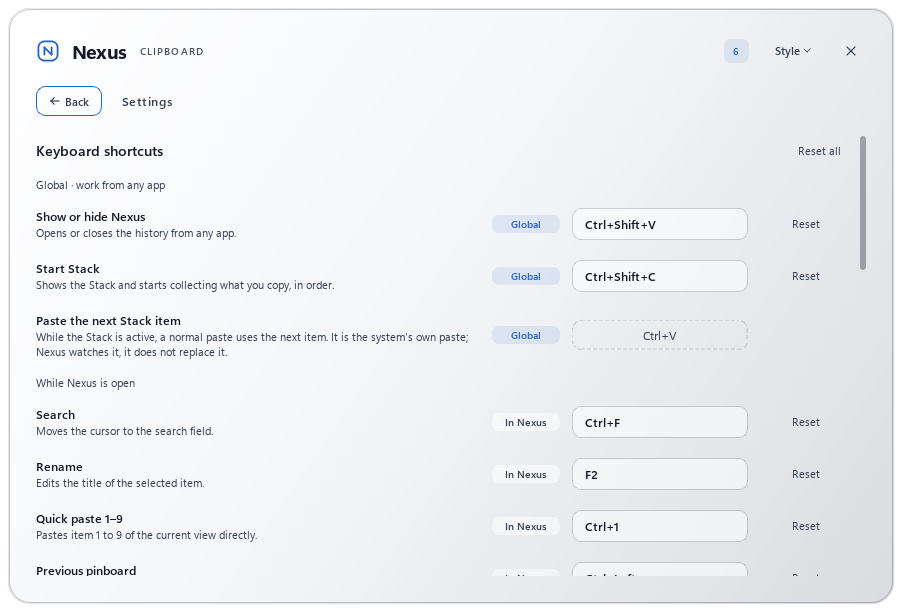 N Nexus CLIPBOARD 6 Style
Back Settings
Keyboard shortcuts Reset all
Global · work from any app
Show or hide Nexus
Opens or closes the history from any app.
Global Ctrl+Shift+V Reset
Start Stack
Shows the Stack and starts collecting what you copy, in order.
Global Ctrl+Shift+C Reset
Paste the next Stack item
While the Stack is active, a normal paste uses the next item. It is the system's own paste;
Nexus watches it, it does not replace it.
Global Ctrl+V
While Nexus is open
Search
Moves the cursor to the search field.
In Nexus Ctrl+F Reset
Rename
Edits the title of the selected item.
In Nexus F2 Reset
Quick paste 1–9
Pastes item 1 to 9 of the current view directly.
In Nexus Ctrl+1 Reset
Previous pinboard